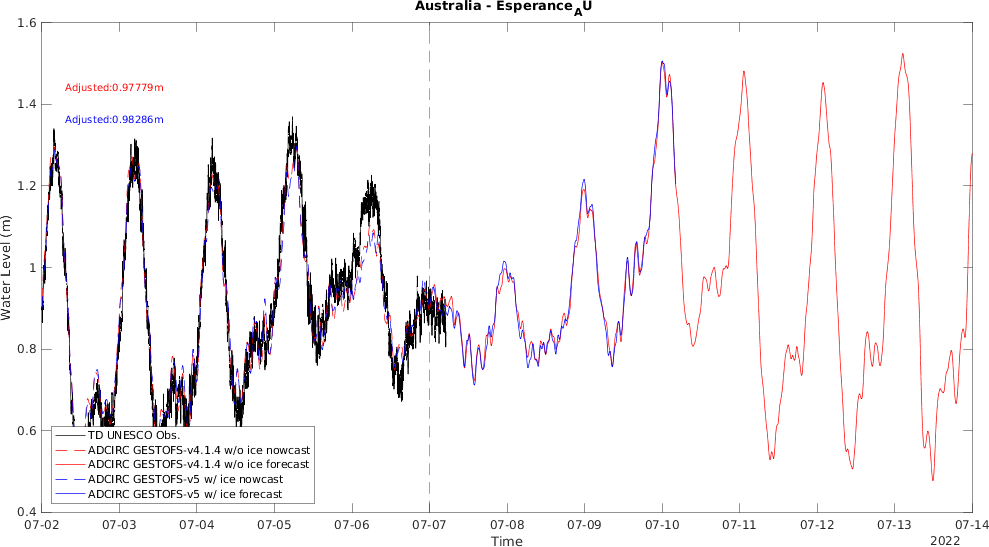 Australia - Esperance_AU
Adjusted:0.97779m
Adjusted:0.98286m
Water Level (m)
1.6
1.4
1.2
1
0.8
0.6
0.4
TD UNESCO Obs.
ADCIRC GESTOFS-v4.1.4 w/o ice nowcast
ADCIRC GESTOFS-v4.1.4 w/o ice forecast
ADCIRC GESTOFS-v5 w/ ice nowcast
ADCIRC GESTOFS-v5 w/ ice forecast
07-02 07-03 07-04 07-05 07-06 07-07 07-08 07-09 07-10 07-11 07-12 07-13 07-14
Time
2022